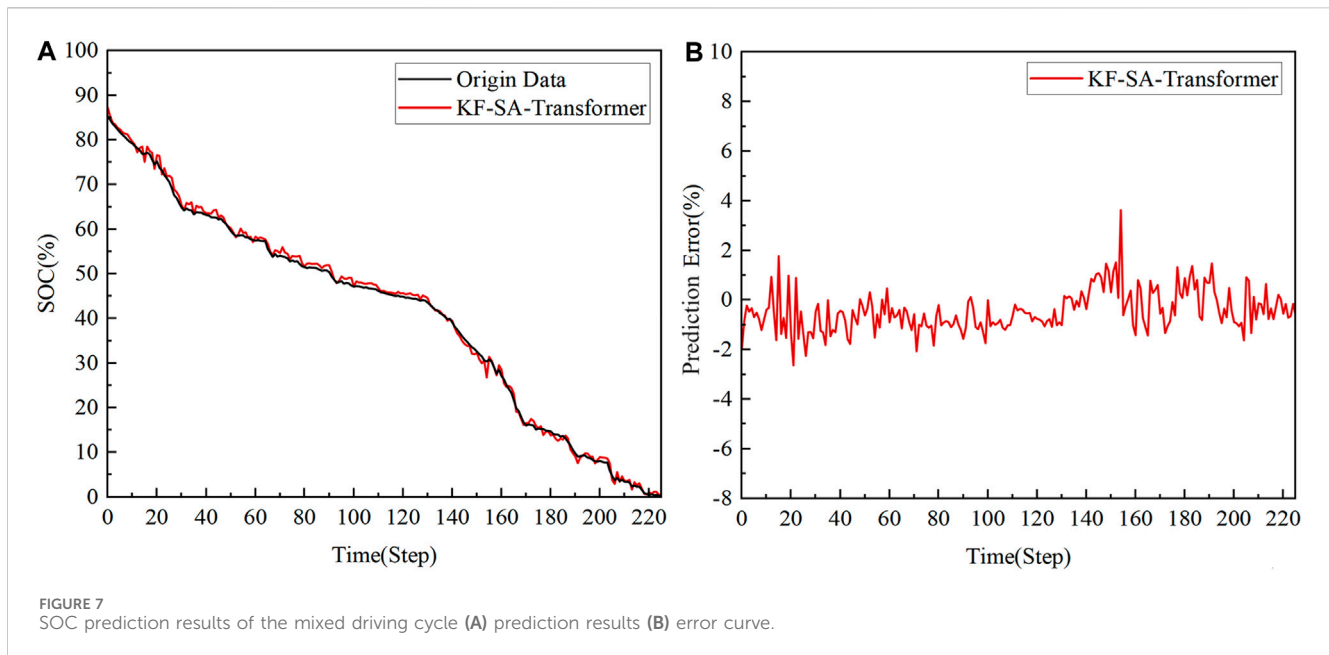 A
100
90
80
70
60
50
40
30
20
10
0
SOC(%)
Origin Data
KF-SA-Transformer
0 20 40 60 80 100 120 140 160 180 200 220
Time(Step)
B
10
8
6
4
2
0
-2
-4
-6
-8
Prediction Error(%)
KF-SA-Transformer
0 20 40 60 80 100 120 140 160 180 200 220
Time(Step)
FIGURE 7
SOC prediction results of the mixed driving cycle (A) prediction results (B) error curve.